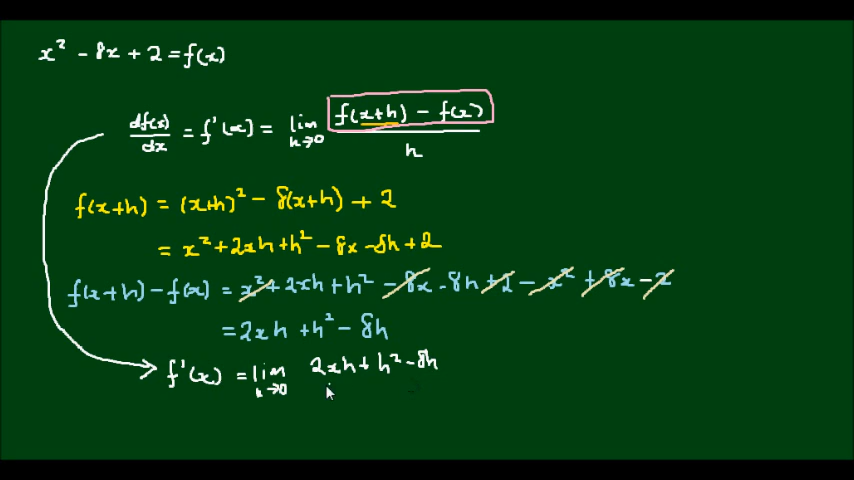 x² - 8x + 2 = f(x)
df(x)/dx = f'(x) = lim h→0 f(x+h) - f(x) / h
f(x+h) = (x+h)² - 8(x+h) + 2
= x² + 2xh + h² - 8x - 8h + 2
f(x+h) - f(x) = x² + 2xh + h² - 8x - 8h + 2 - x² + 8x - 2
= 2xh + h² - 8h
f'(x) = lim h→0 2xh + h² - 8h